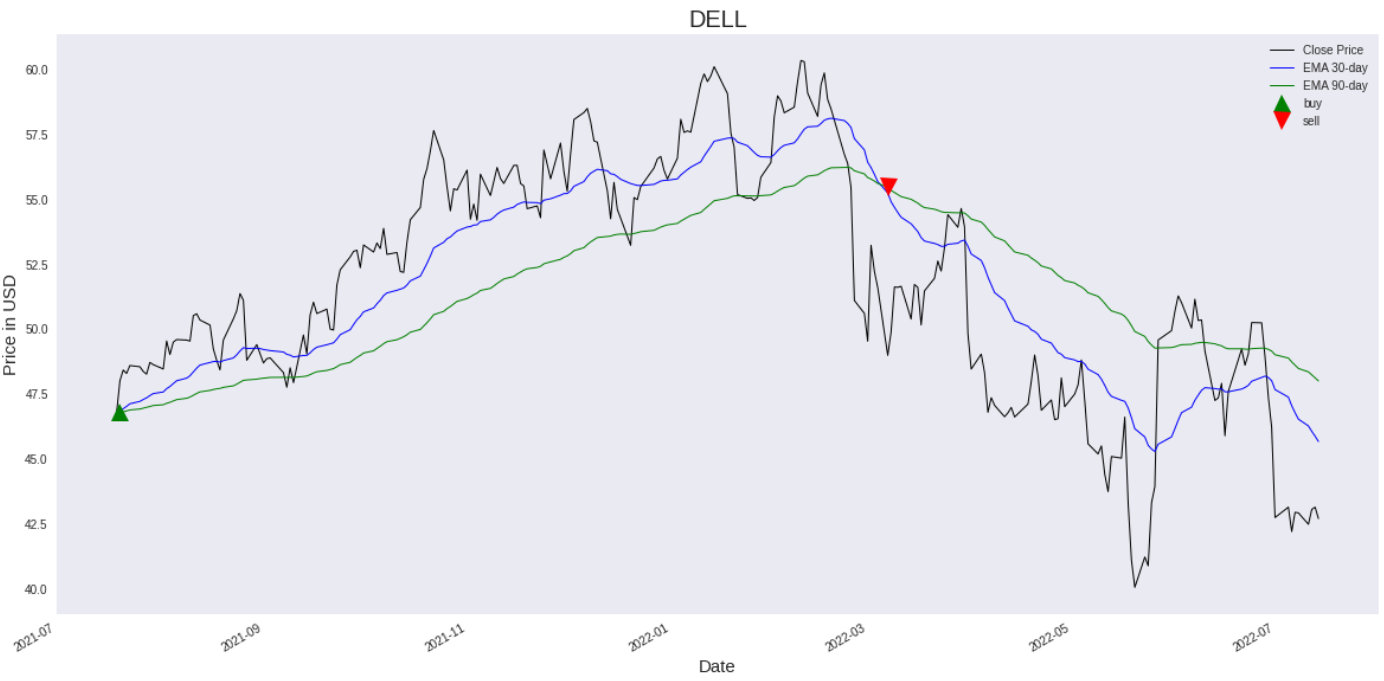 DELL
Close Price
EMA 30-day
EMA 90-day
buy
sell
Price in USD
60.0
57.5
55.0
52.5
50.0
47.5
45.0
42.5
40.0
2021-07
2021-09
2021-11
2022-01
2022-03
2022-05
2022-07
Date